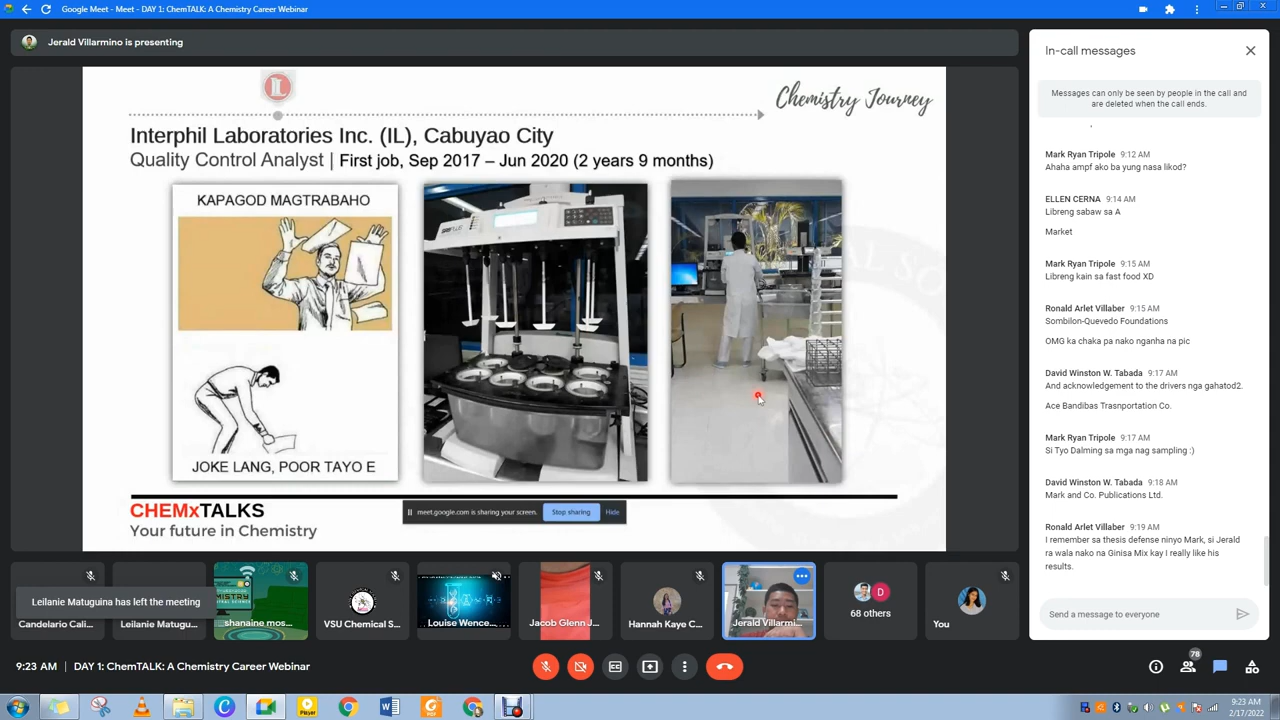 Google Meet - Meet - DAY 1: ChemTALK: A Chemistry Career Webinar
Jerald Villarmino is presenting
Chemistry Journey
Interphil Laboratories Inc. (IL), Cabuyao City
Quality Control Analyst | First job, Sep 2017 – Jun 2020 (2 years 9 months)
KAPAGOD MAGTRABAHO
JOKE LANG, POOR TAYO E
CHEMxTALKS
Your future in Chemistry
meet.google.com is sharing your screen.
Stop sharing
Hide
Leilanie Matuguina has left the meeting
Candelario Cali...
Leilanie Matugu...
shanaine mos...
VSU Chemical S...
Louise Wence...
Jacob Glenn J...
Hannah Kaye C...
Jerald Villarmi...
D
68 others
You
9:23 AM | DAY 1: ChemTALK: A Chemistry Career Webinar
In-call messages
Messages can only be seen by people in the call and
are deleted when the call ends.
Mark Ryan Tripole 9:12 AM
Ahaha ampf ako ba yung nasa likod?
ELLEN CERNA 9:14 AM
Libreng sabaw sa A
Market
Mark Ryan Tripole 9:15 AM
Libreng kain sa fast food XD
Ronald Arlet Villaber 9:15 AM
Sombilon-Quevedo Foundations
OMG ka chaka pa nako nganha na pic
David Winston W. Tabada 9:17 AM
And acknowledgement to the drivers nga gahatod2.
Ace Bandibas Trasnportation Co.
Mark Ryan Tripole 9:17 AM
Si Tyo Dalming sa mga nag sampling :)
David Winston W. Tabada 9:18 AM
Mark and Co. Publications Ltd.
Ronald Arlet Villaber 9:19 AM
I remember sa thesis defense ninyo Mark, si Jerald
ra wala nako na Ginisa Mix kay I really like his
results.
Send a message to everyone
78
9:23 AM
2/17/2022